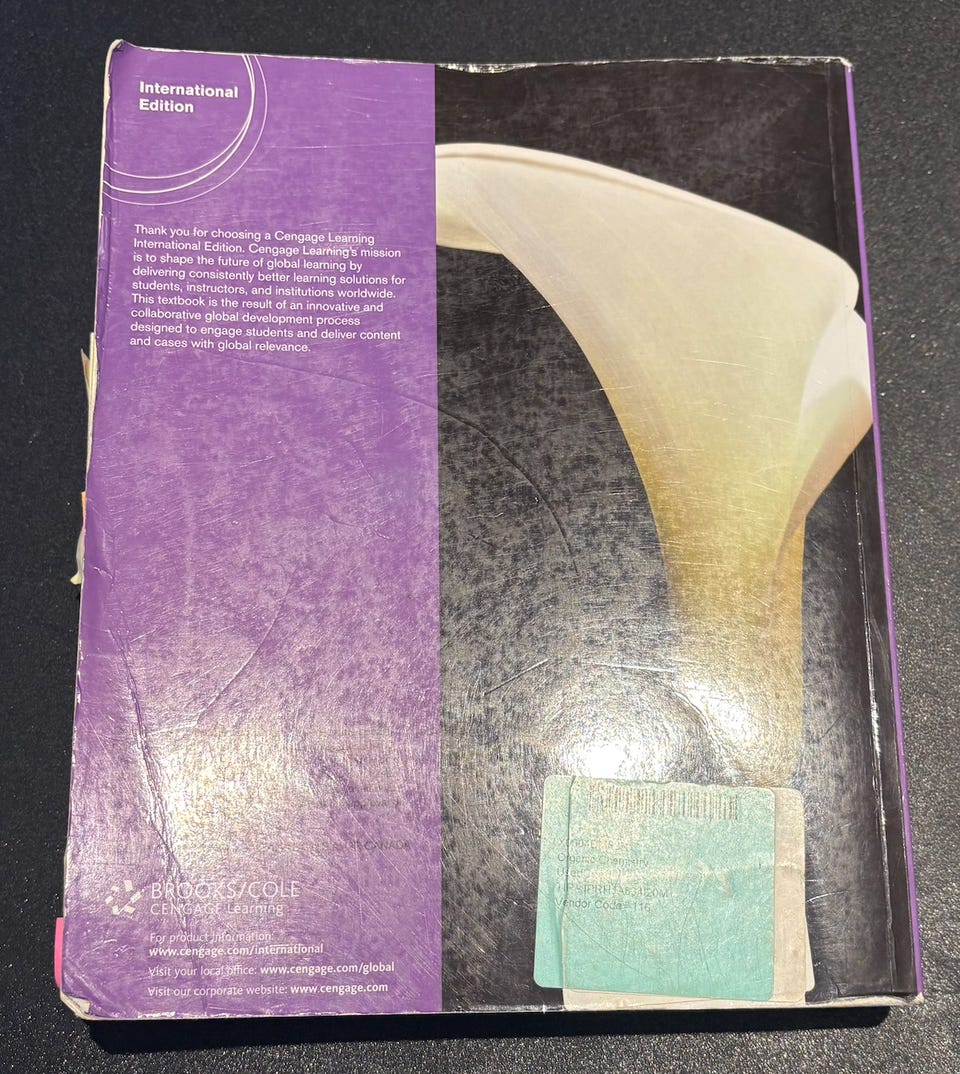 International
Edition
Thank you for choosing a Cengage Learning
International Edition. Cengage Learning's mission
is to shape the future of global learning by
delivering consistently better learning solutions for
students, instructors, and institutions worldwide.
This textbook is the result of an innovative and
collaborative global development process
designed to engage students and deliver content
and cases with global relevance.
CANADA
BROOKS/COLE
CENGAGE Learning
For product information:
www.cengage.com/international
Visit your local office: www.cengage.com/global
Visit our corporate website: www.cengage.com
Organic Chemistry
Used
Vendor Code: 116